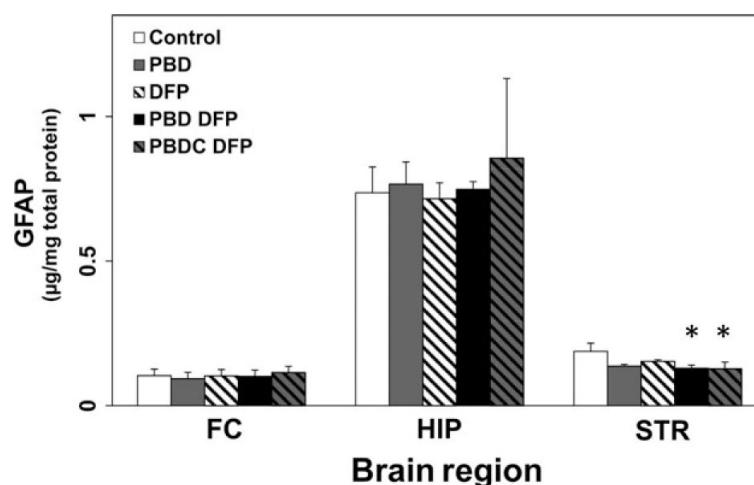 Control
PBD
DFP
PBD DFP
PBDC DFP
GFAP
(μg/mg total protein)
1
0.5
0
* *
FC HIP STR
Brain region